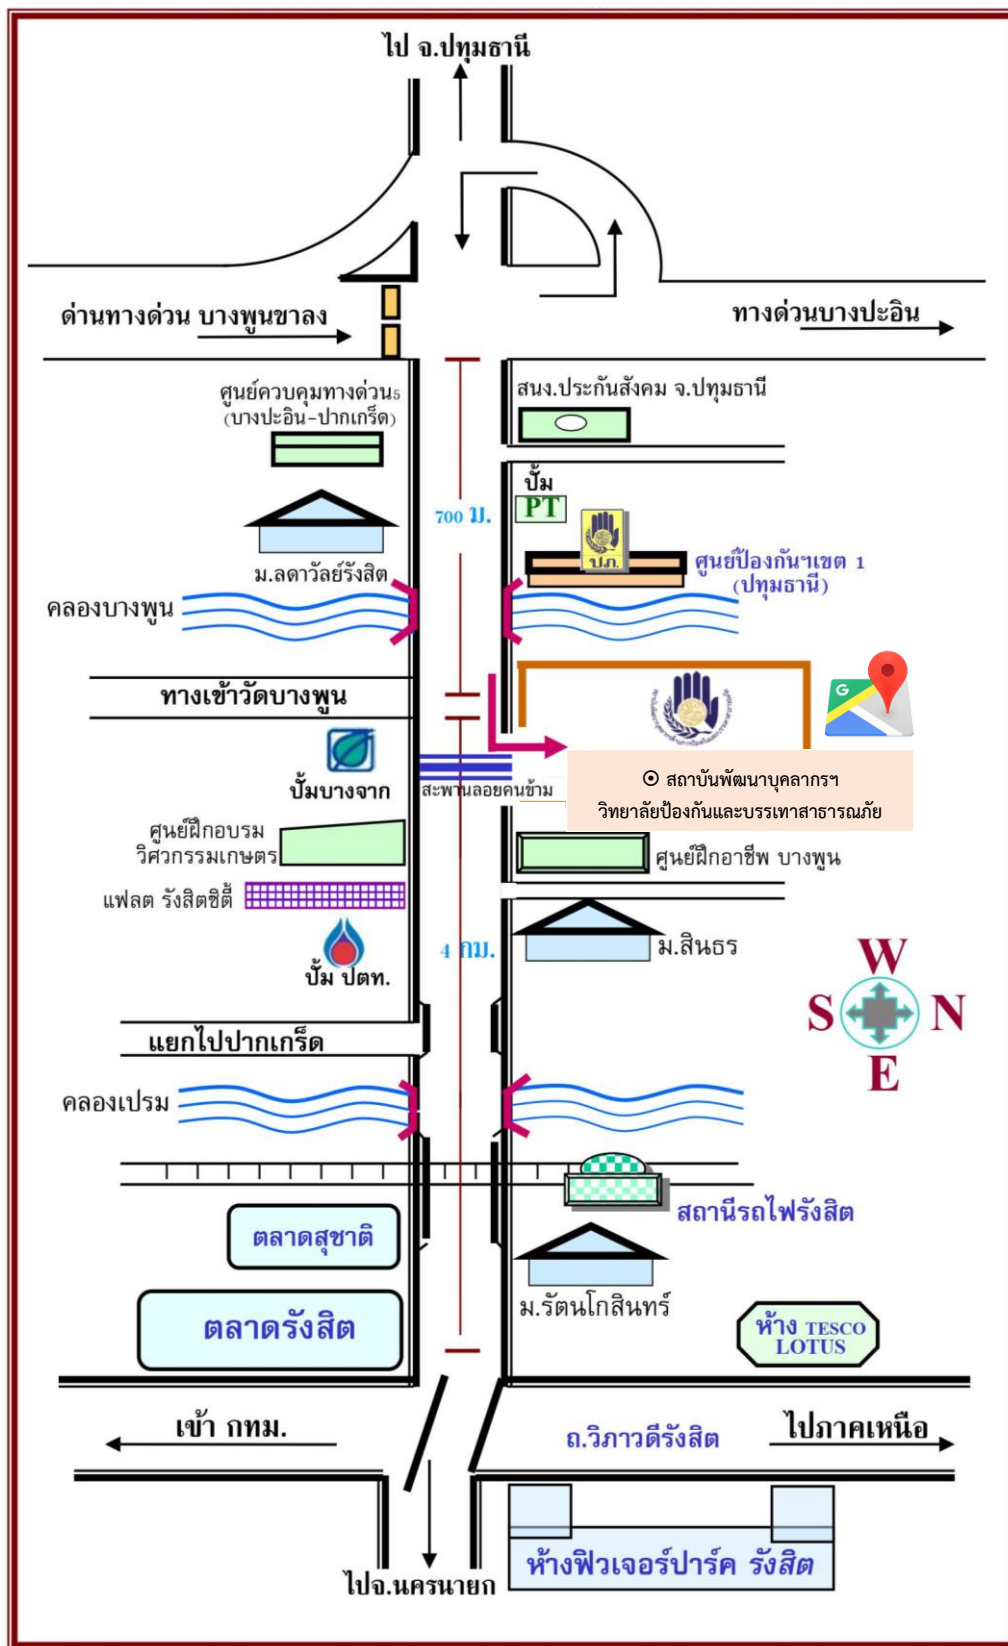 ไป จ.ปทุมธานี
ด่านทางด่วน บางพูนขาลง
ทางด่วนบางปะอิน
ศูนย์ควบคุมทางด่วน5
(บางปะอิน-ปากเกร็ด)
สนง.ประกันสังคม จ.ปทุมธานี
ปั้ม
PT
700 ม.
ปภ.
ศูนย์ป้องกันฯเขต 1
(ปทุมธานี)
ม.ลดาวัลย์รังสิต
คลองบางพูน
ทางเข้าวัดบางพูน
G
ปั้มบางจาก
สะพานลอยคนข้าม
สถาบันพัฒนาบุคลากรฯ
วิทยาลัยป้องกันและบรรเทาสาธารณภัย
ศูนย์ฝึกอบรม
วิศวกรรมเกษตร
ศูนย์ฝึกอาชีพ บางพูน
แฟลต รังสิตซิตี้
4 กม.
ม.สินธร
ปั้ม ปตท.
W
S
N
E
แยกไปปากเกร็ด
คลองเปรม
สถานีรถไฟรังสิต
ตลาดสุชาติ
ม.รัตนโกสินทร์
ตลาดรังสิต
ห้าง TESCO
LOTUS
เข้า กทม.
ถ.วิภาวดีรังสิต
ไปภาคเหนือ
ห้างฟิวเจอร์ปาร์ค รังสิต
ไปจ.นครนายก